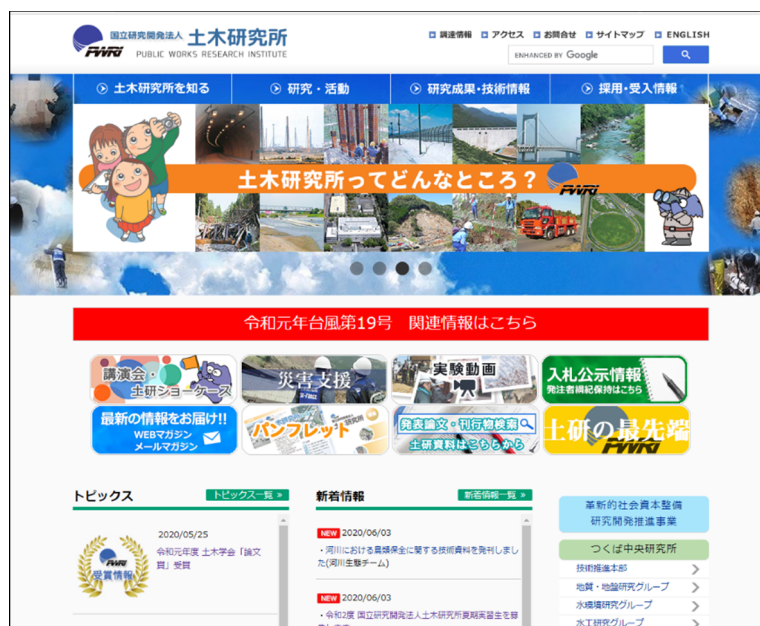 国立研究開発法人 土木研究所
PWRI PUBLIC WORKS RESEARCH INSTITUTE
調達情報 アクセス お問合せ サイトマップ ENGLISH
ENHANCED BY Google
土木研究所を知る 研究・活動 研究成果・技術情報 採用・受入情報
土木研究所ってどんなところ？ PWRI
令和元年台風第19号 関連情報はこちら
講演会・
土研ショーケース
災害支援
実験動画
入札公示情報
発注者綱紀保持はこちら
最新の情報をお届け!!
WEBマガジン
メールマガジン
パンフレット
発表論文・刊行物検索
土研資料はこちらから
土研の最先端
PWRI
トピックス トピックス一覧 »
2020/05/25
令和元年度 土木学会「論文
賞」受賞
PWRI
受賞情報
新着情報 新着情報一覧 »
NEW 2020/06/03
・河川における鳥類保全に関する技術資料を発刊しまし
た(河川生態チーム)
NEW 2020/06/03
・令和2度 国立研究開発法人土木研究所夏期実習生を募
革新的社会資本整備
研究開発推進事業
つくば中央研究所
技術推進本部
地質・地盤研究グループ
水環境研究グループ
水工研究グループ